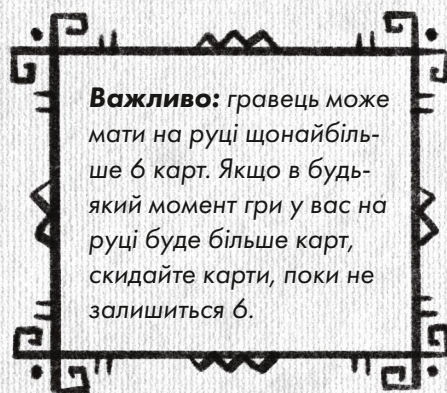 Важливо: гравець може
мати на руці щонайбіль-
ше 6 карт. Якщо в будь-
який момент гри у вас на
руці буде більше карт,
скидайте карти, поки не
залишиться 6.